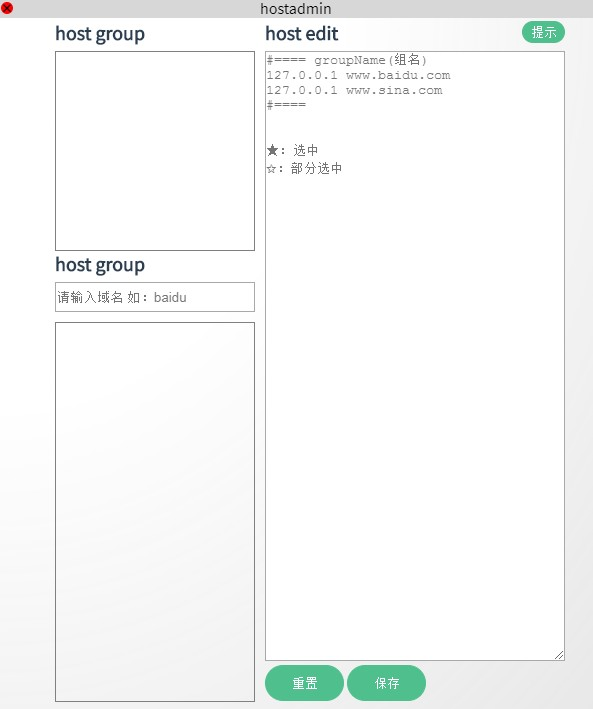 hostadmin
host group
host group
请输入域名 如：baidu
host edit
提示
#==== groupName(组名)
127.0.0.1 www.baidu.com
127.0.0.1 www.sina.com
#====
★：选中
☆：部分选中
重置
保存